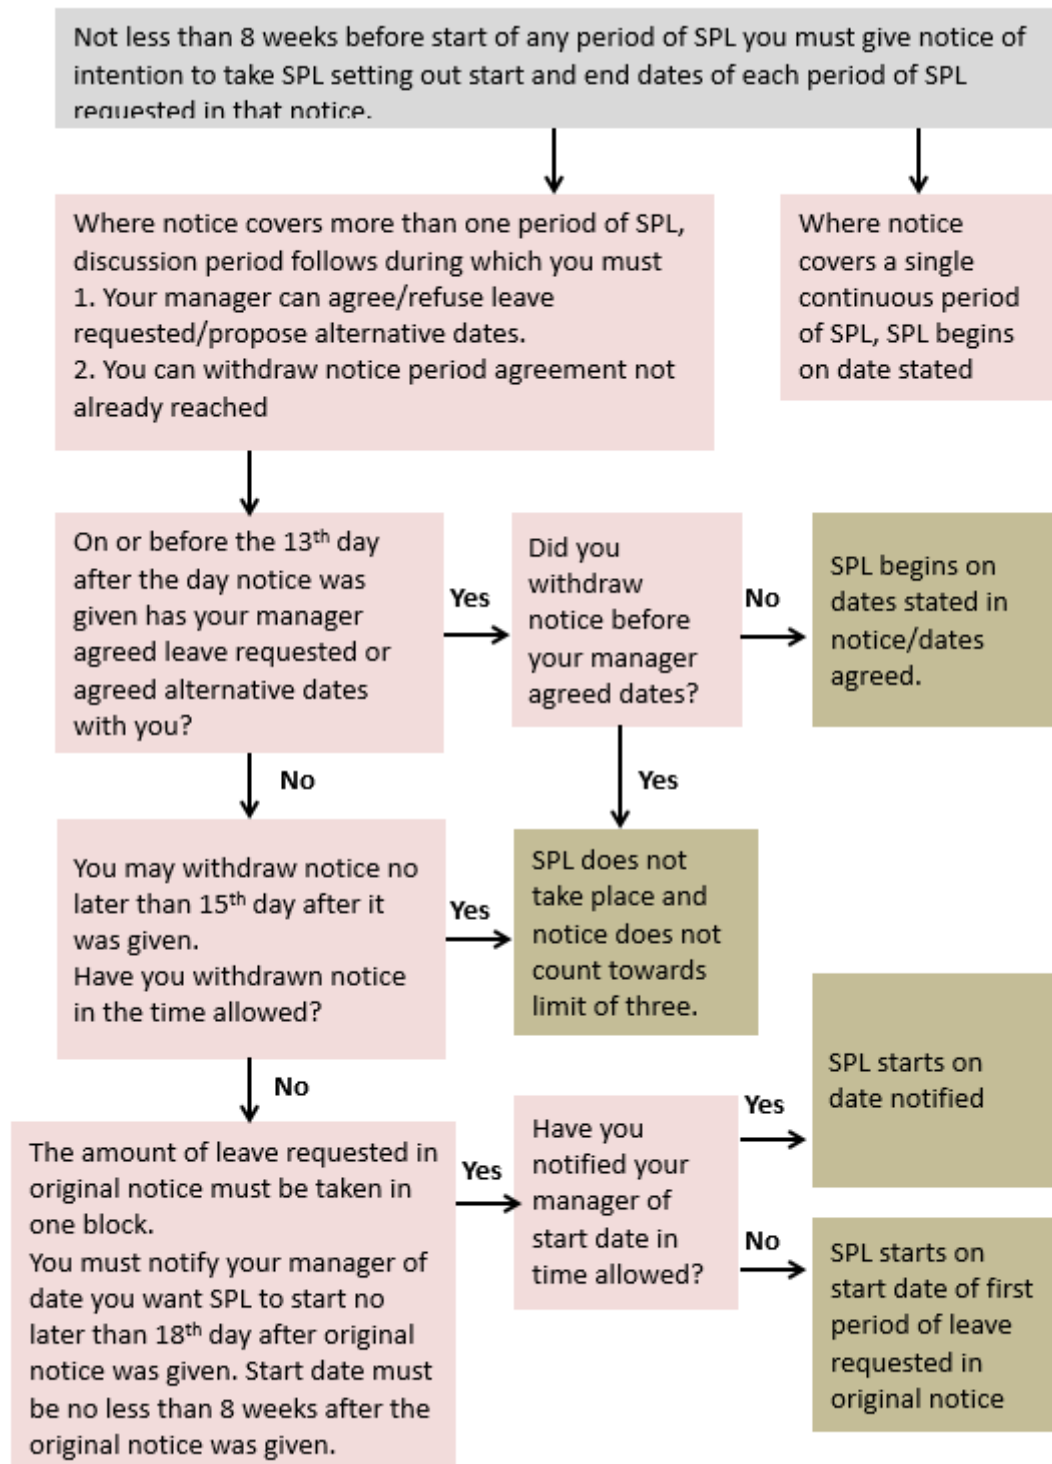 Not less than 8 weeks before start of any period of SPL you must give notice of
intention to take SPL setting out start and end dates of each period of SPL
requested in that notice.
Where notice covers more than one period of SPL,
discussion period follows during which you must
1. Your manager can agree/refuse leave
requested/propose alternative dates.
2. You can withdraw notice period agreement not
already reached
Where notice
covers a single
continuous period
of SPL, SPL begins
on date stated
On or before the 13th day
after the day notice was
given has your manager
agreed leave requested or
agreed alternative dates
with you?
Yes
Did you
withdraw
notice before
your manager
agreed dates?
No
SPL begins on
dates stated in
notice/dates
agreed.
No
Yes
You may withdraw notice no
later than 15th day after it
was given.
Have you withdrawn notice
in the time allowed?
Yes
SPL does not
take place and
notice does not
count towards
limit of three.
No
The amount of leave requested in
original notice must be taken in
one block.
You must notify your manager of
date you want SPL to start no
later than 18th day after original
notice was given. Start date must
be no less than 8 weeks after the
original notice was given.
Yes
Have you
notified your
manager of
start date in
time allowed?
Yes
SPL starts on
date notified
No
SPL starts on
start date of first
period of leave
requested in
original notice